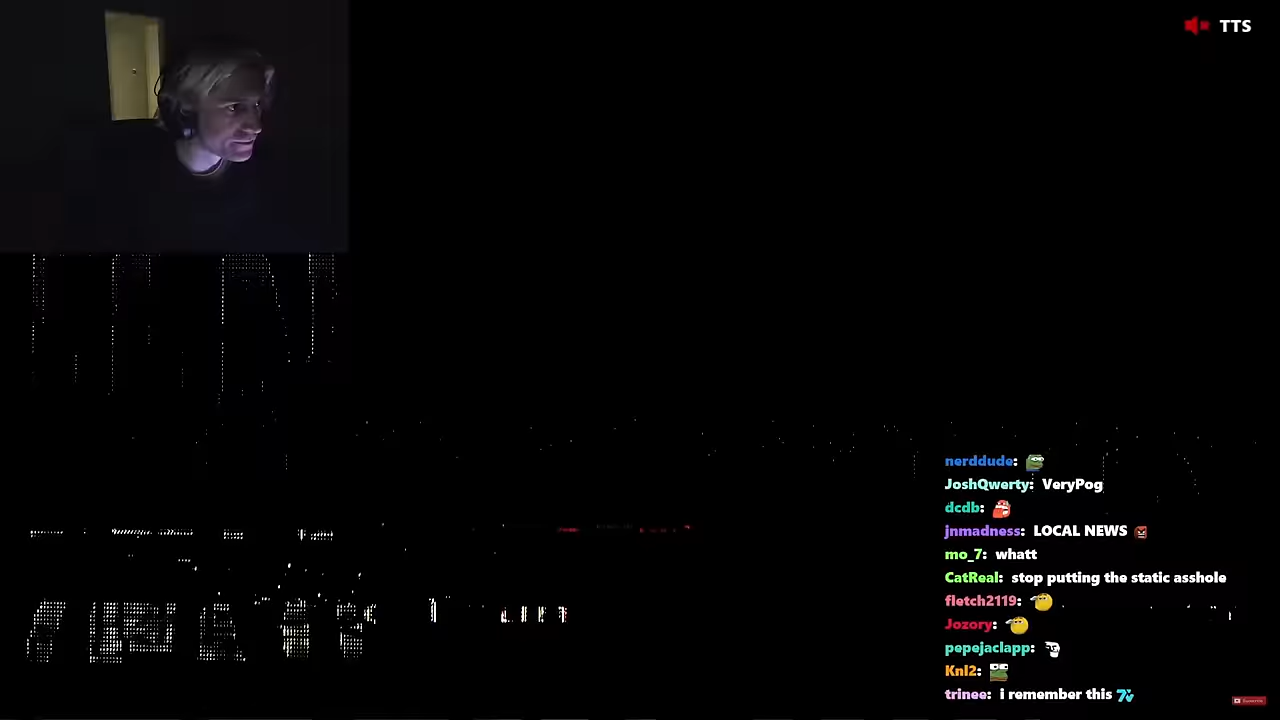 TTS
nerddude:
JoshQwerty: VeryPog
dcdb:
jnmadness: LOCAL NEWS
mo_7: whatt
CatReal: stop putting the static asshole
fletch2119:
Jozory:
pepejaclapp:
Knl2:
trinee: i remember this